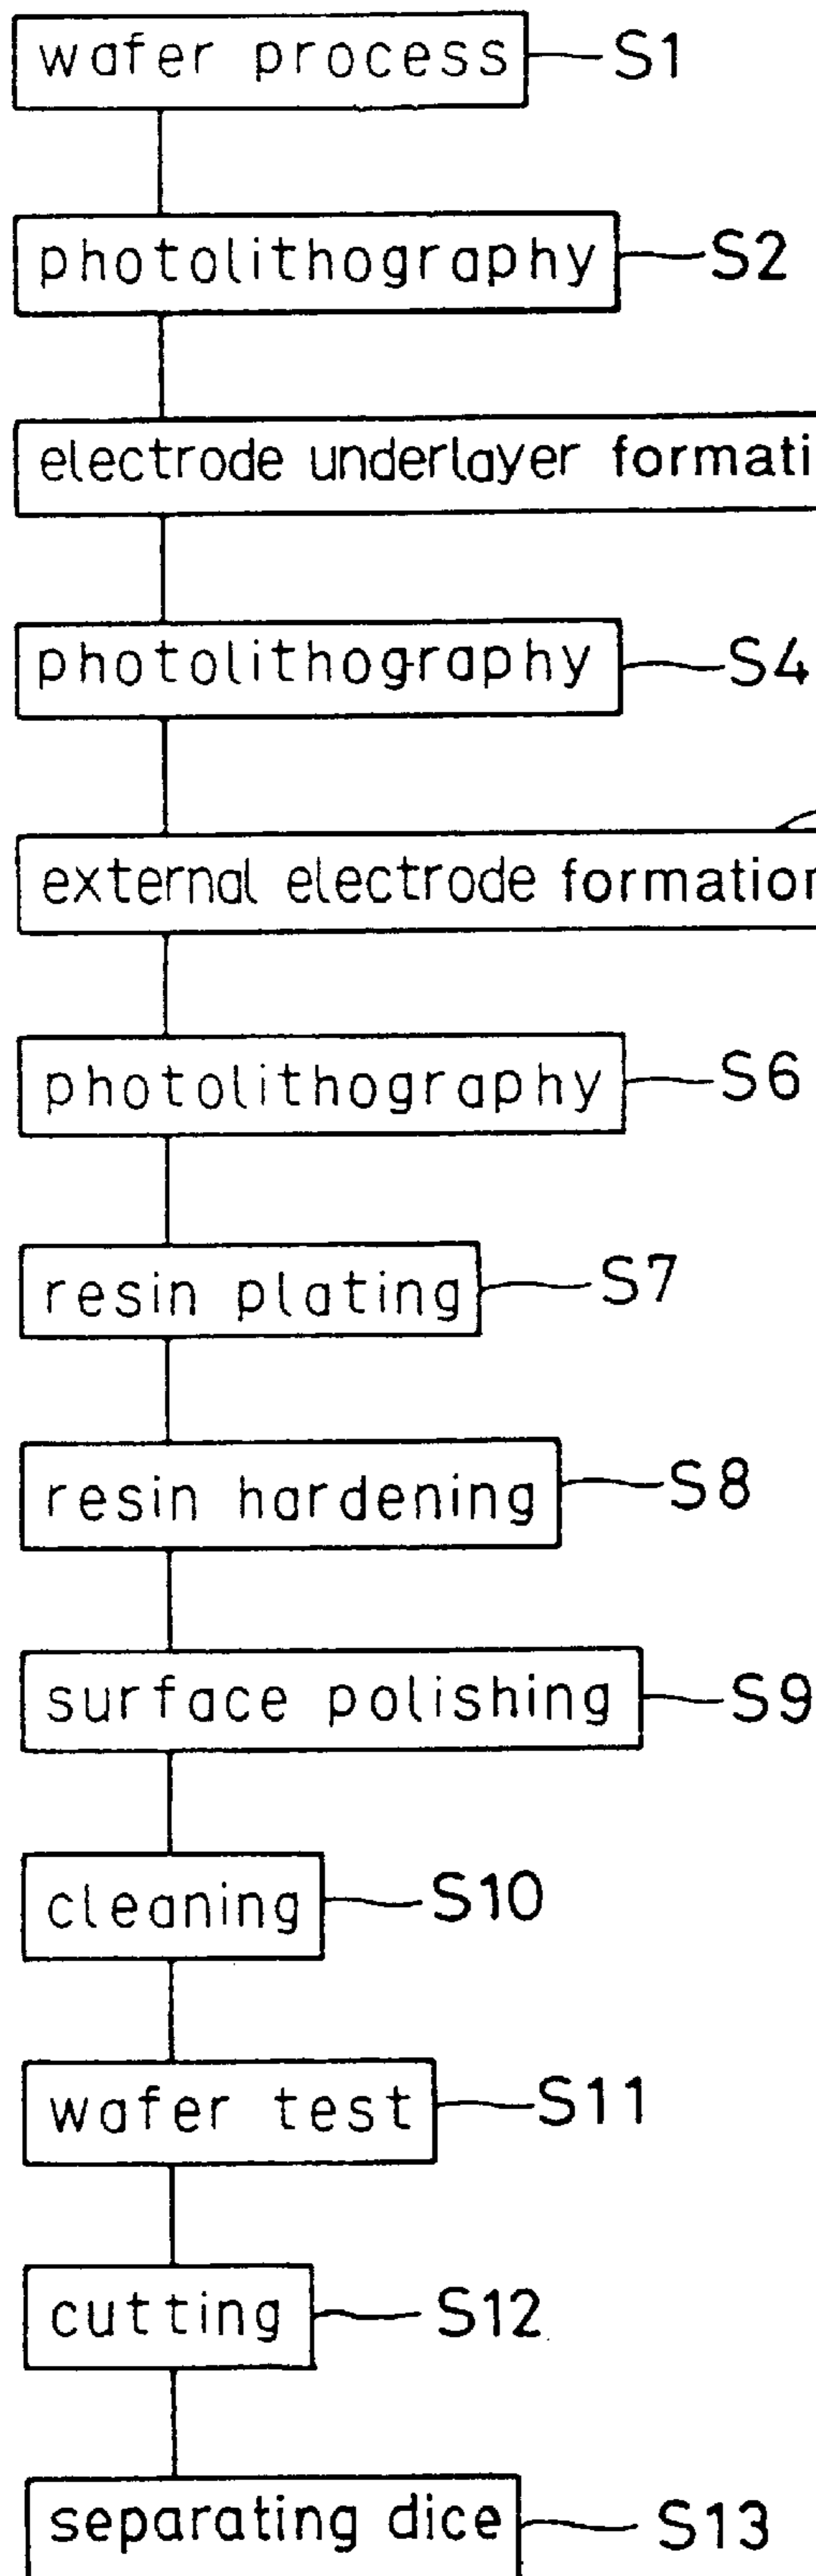 wafer process S1
photolithography S2
electrode underlayer formati
photolithography S4
external electrode formation
photolithography S6
resin plating S7
resin hardening S8
surface polishing S9
cleaning S10
wafer test S11
cutting S12
separating dice S13